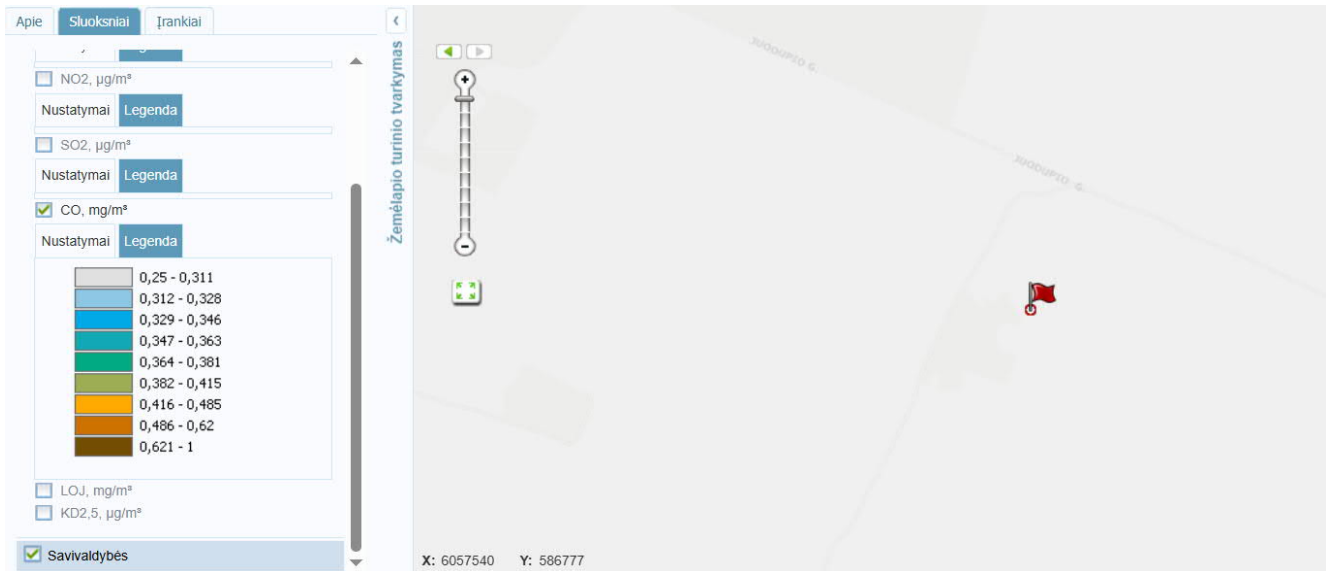 Apie Sluoksniai Įrankiai
NO2, µg/m³
Nustatymai Legenda
SO2, µg/m³
Nustatymai Legenda
CO, mg/m³
Nustatymai Legenda
0,25 - 0,311
0,312 - 0,328
0,329 - 0,346
0,347 - 0,363
0,364 - 0,381
0,382 - 0,415
0,416 - 0,485
0,486 - 0,62
0,621 - 1
LOJ, mg/m³
KD2,5, µg/m³
Savivaldybės
Žemėlapio turinio tvarkymas
JUODUPIO G.
JUODUPIO G.
X: 6057540 Y: 586777